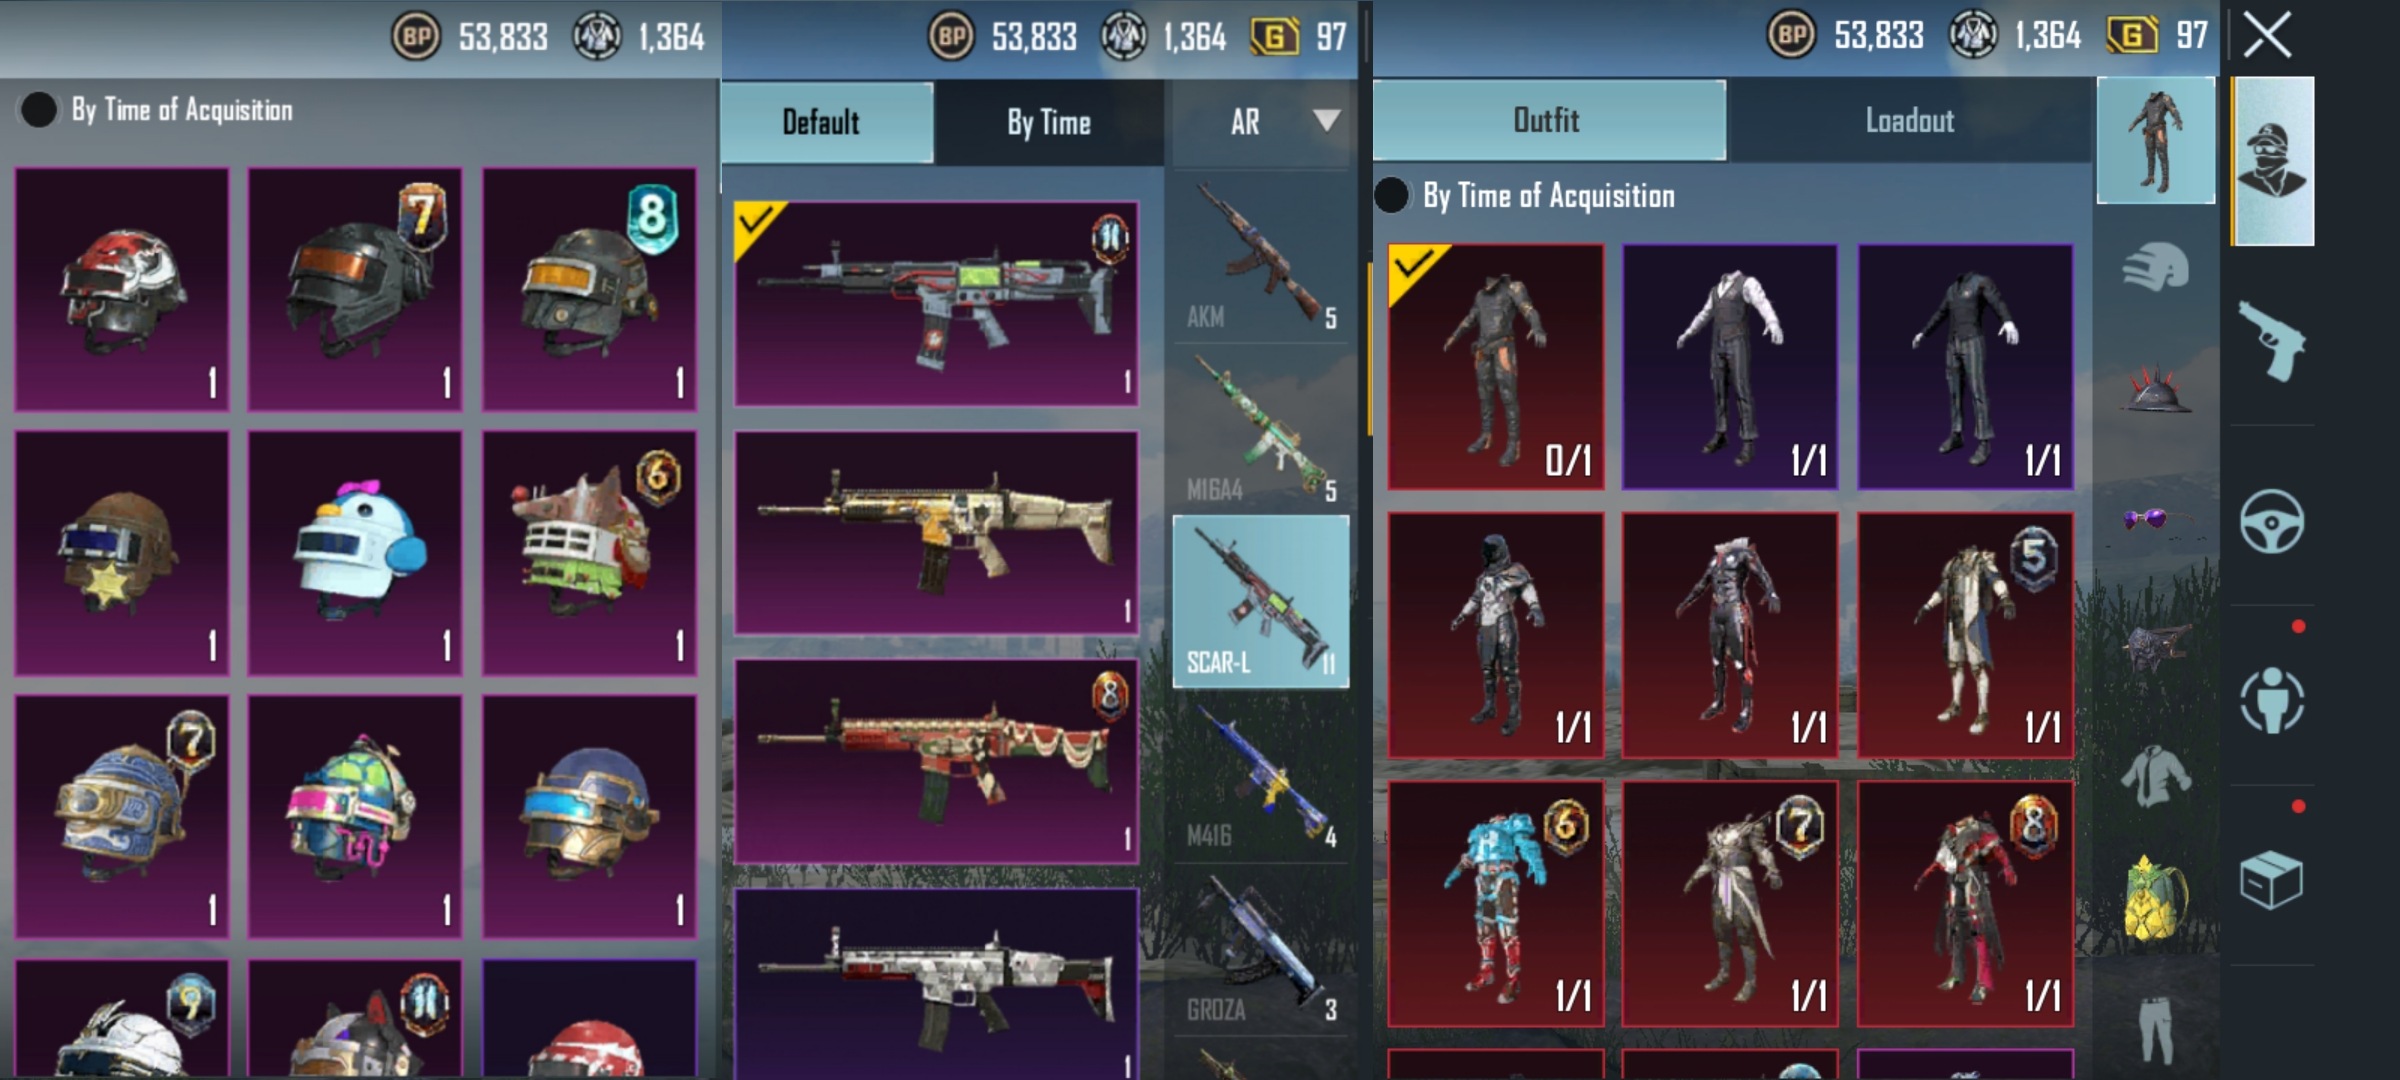 BP 53,833 1,364
By Time of Acquisition
1
7
1
8
1
1
1
6
1
7
1
1
1
9
11
BP 53,833 1,364 G 97
Default By Time AR
11
1
1
8
1
1
AKM 5
M16A4 5
SCAR-L 11
M416 4
GROZA 3
BP 53,833 1,364 G 97
Outfit Loadout
By Time of Acquisition
0/1 1/1 1/1
5
1/1 1/1 1/1
6 7 8
1/1 1/1 1/1